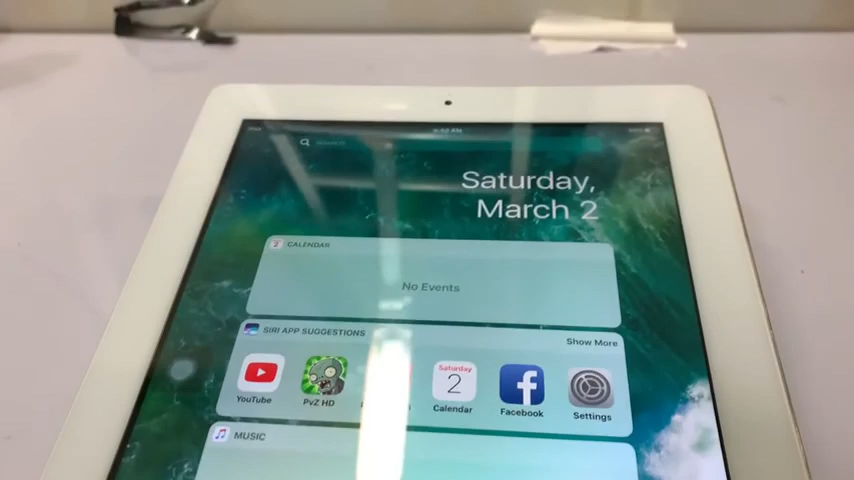 Search
Saturday,
March 2
2 CALENDAR
No Events
SIRI APP SUGGESTIONS
Show More
YouTube
PvZ HD
Saturday
2
Calendar
Facebook
Settings
MUSIC